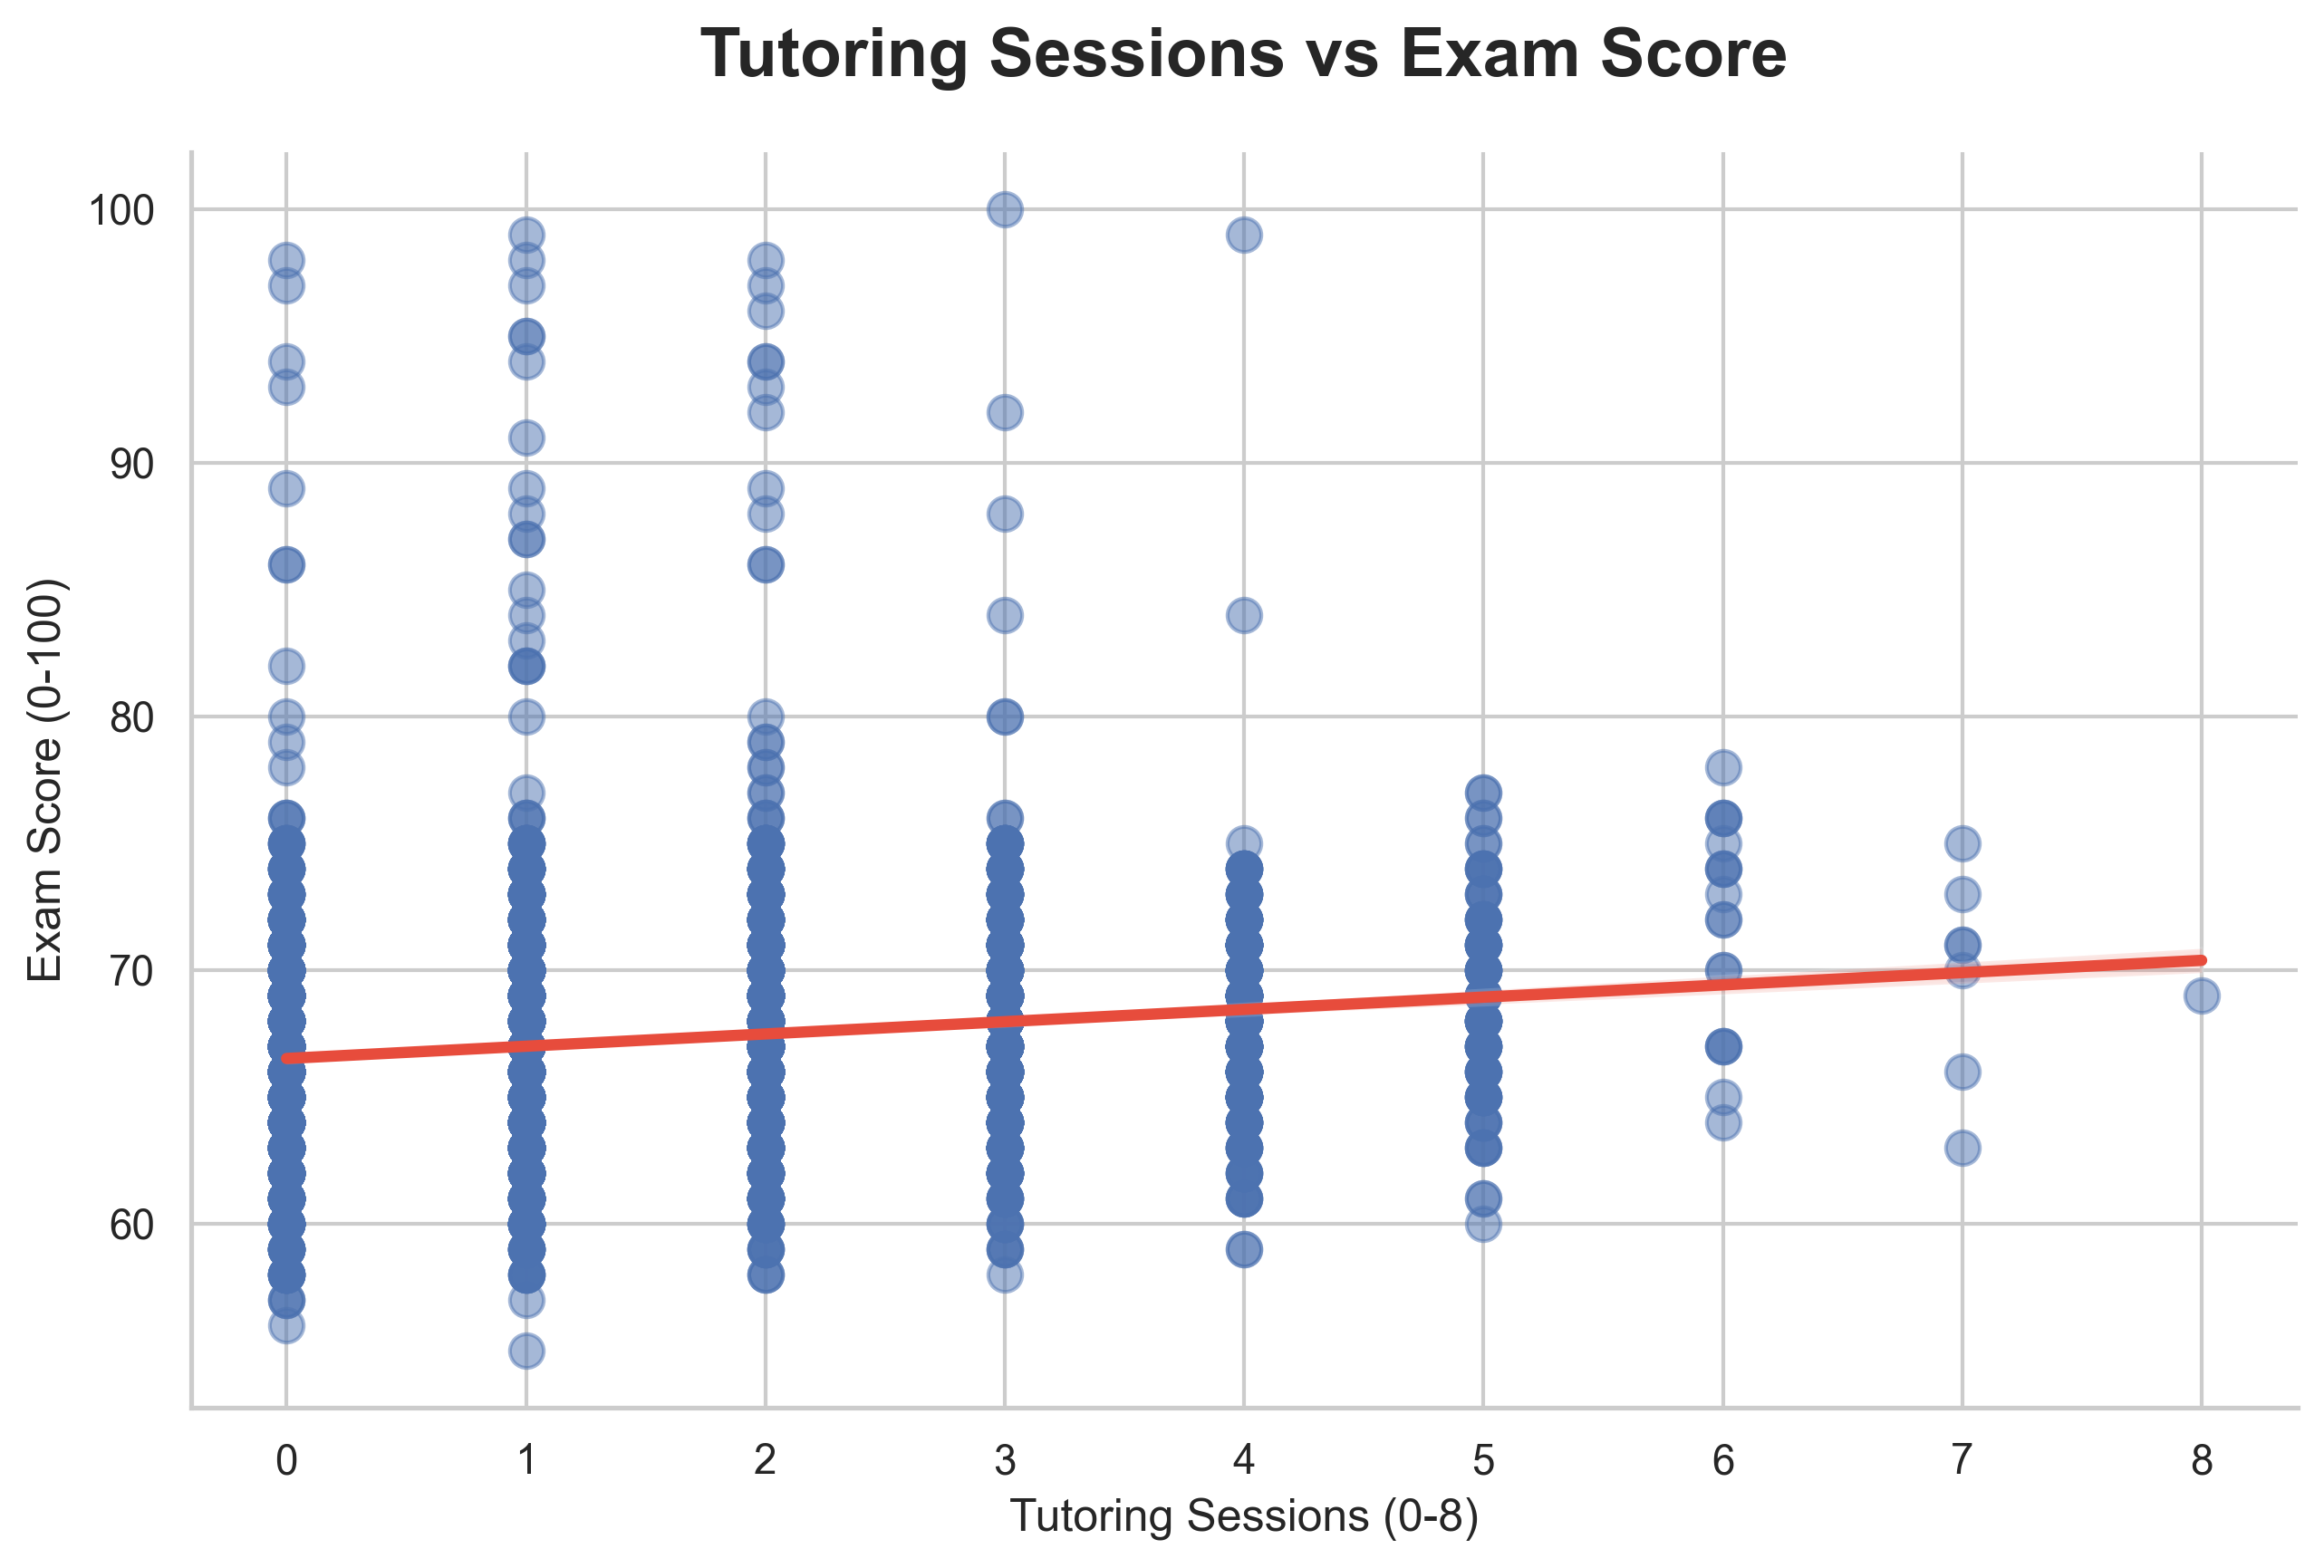 Tutoring Sessions vs Exam Score
100
90
80
70
60
Exam Score (0-100)
0 1 2 3 4 5 6 7 8
Tutoring Sessions (0-8)